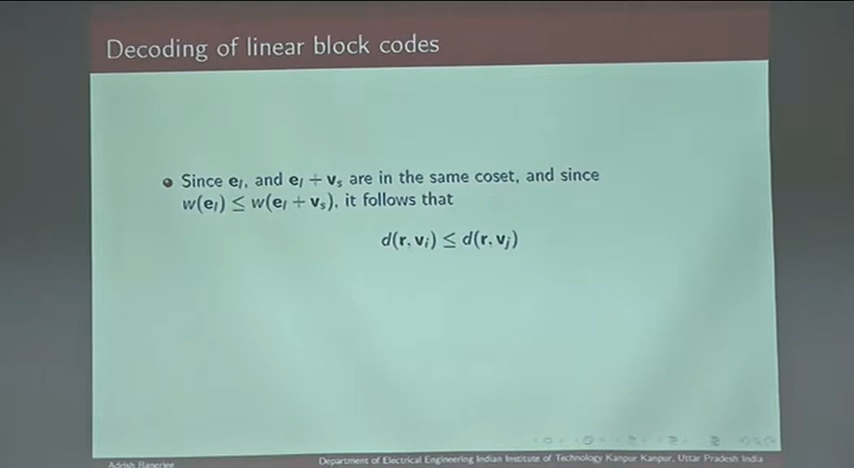 Decoding of linear block codes
Since e_l, and e_l + v_s are in the same coset, and since
w(e_l) ≤ w(e_l + v_s), it follows that
d(r, v_i) ≤ d(r, v_j)
Adrish Banerjee
Department of Electrical Engineering Indian Institute of Technology Kanpur Kanpur, Uttar Pradesh India